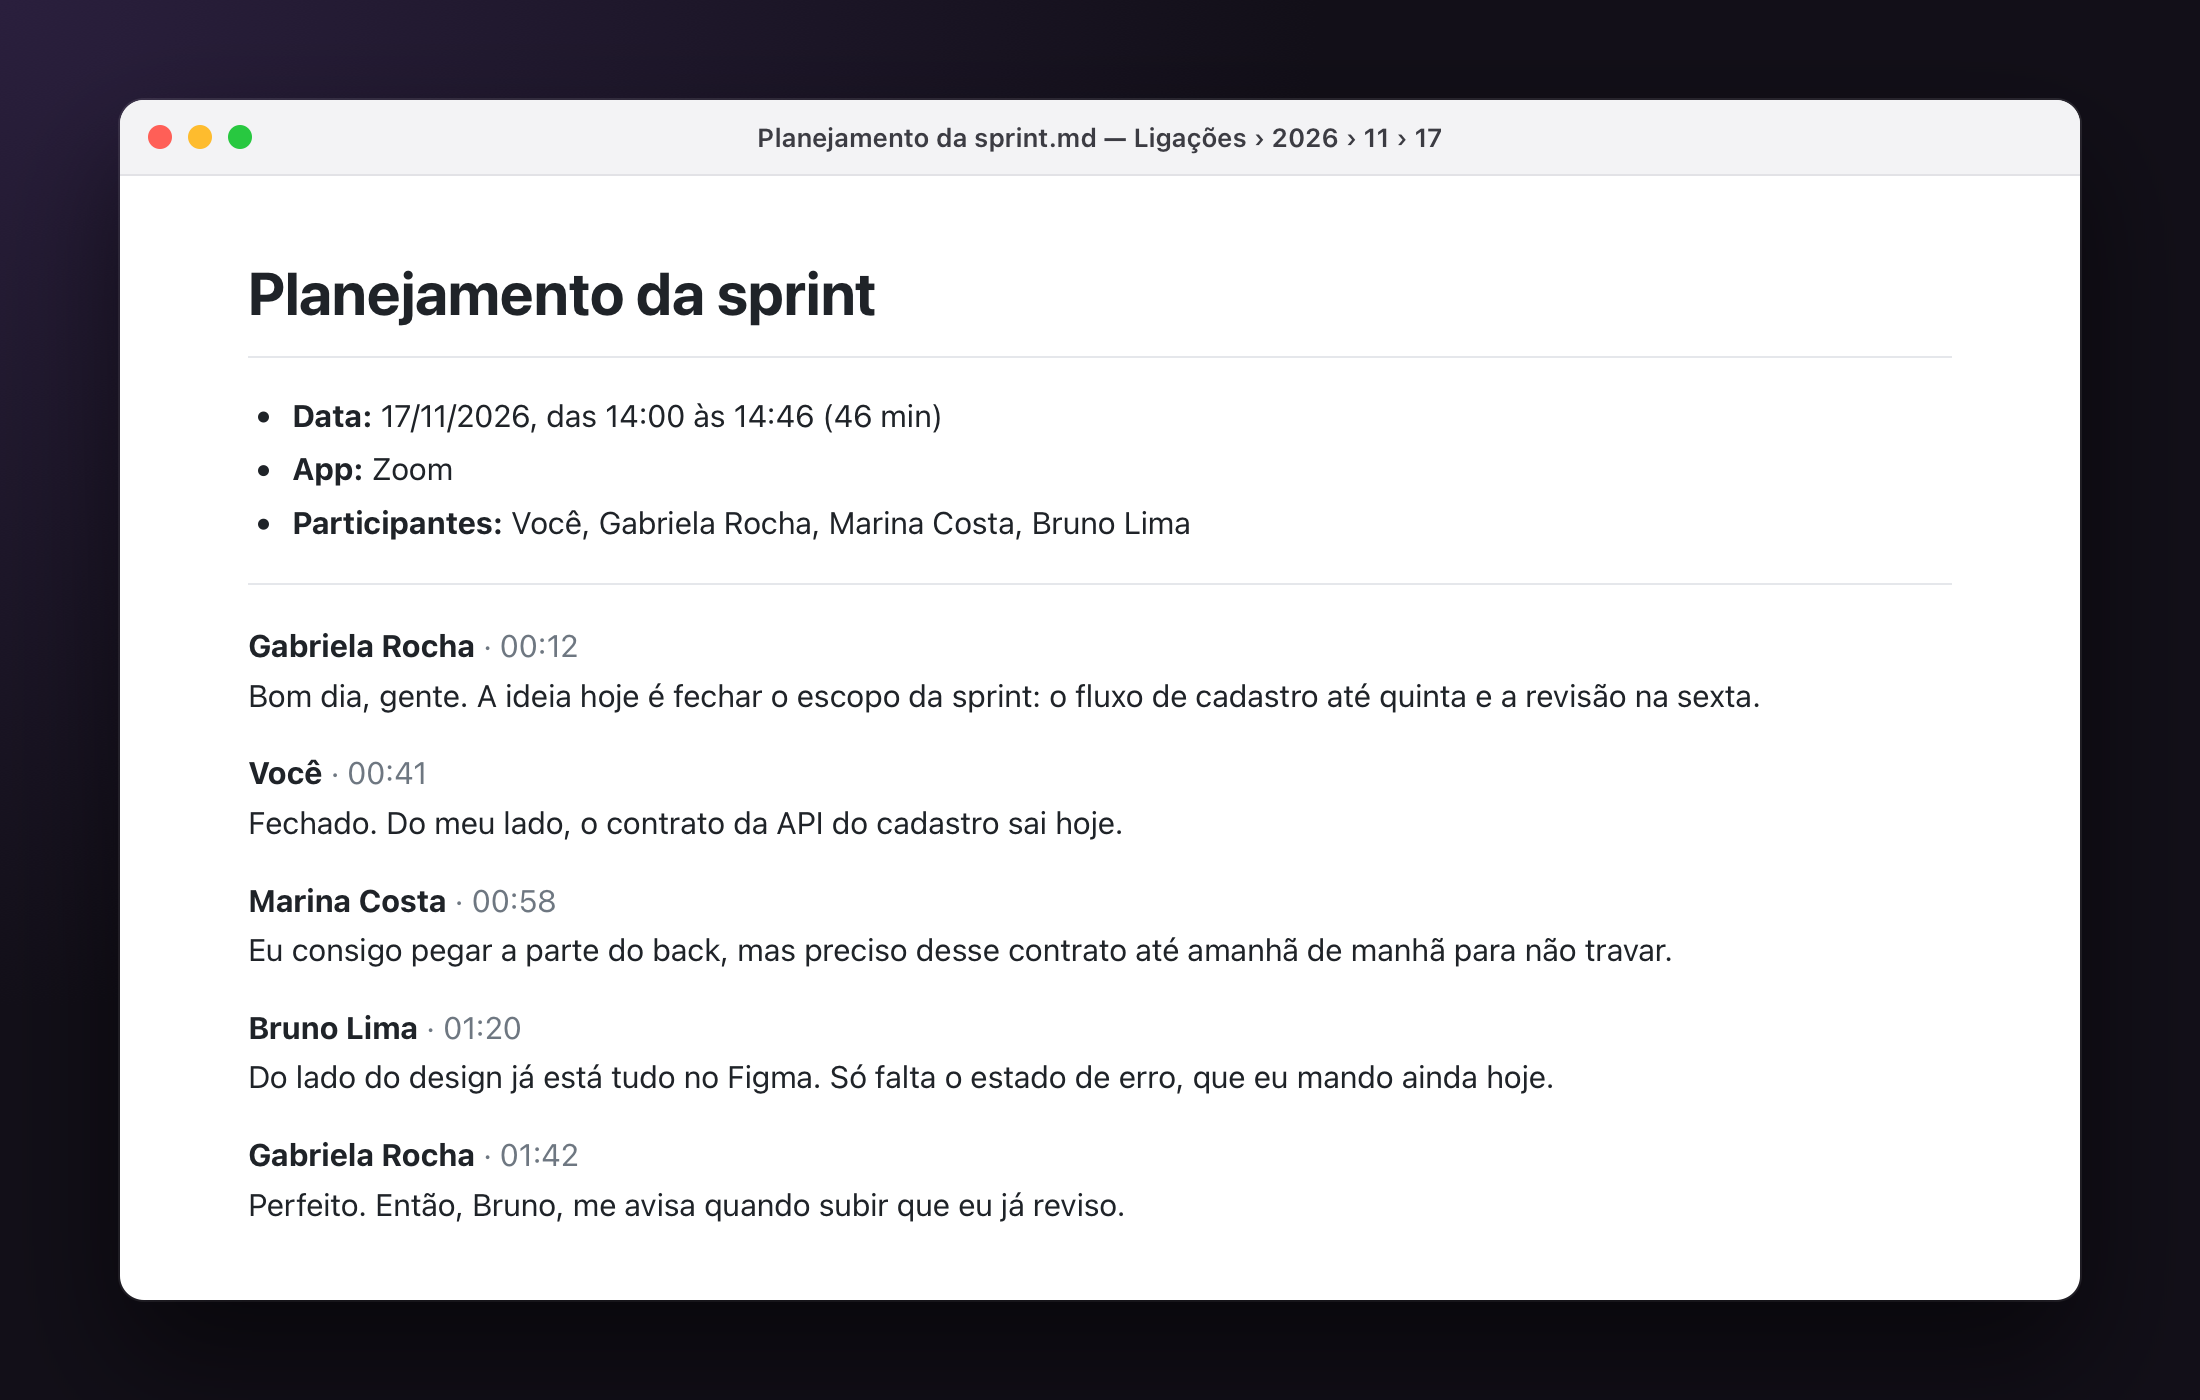 Planejamento da sprint.md — Ligações › 2026 › 11 › 17
Planejamento da sprint
• Data: 17/11/2026, das 14:00 às 14:46 (46 min)
• App: Zoom
• Participantes: Você, Gabriela Rocha, Marina Costa, Bruno Lima
Gabriela Rocha · 00:12
Bom dia, gente. A ideia hoje é fechar o escopo da sprint: o fluxo de cadastro até quinta e a revisão na sexta.
Você · 00:41
Fechado. Do meu lado, o contrato da API do cadastro sai hoje.
Marina Costa · 00:58
Eu consigo pegar a parte do back, mas preciso desse contrato até amanhã de manhã para não travar.
Bruno Lima · 01:20
Do lado do design já está tudo no Figma. Só falta o estado de erro, que eu mando ainda hoje.
Gabriela Rocha · 01:42
Perfeito. Então, Bruno, me avisa quando subir que eu já reviso.